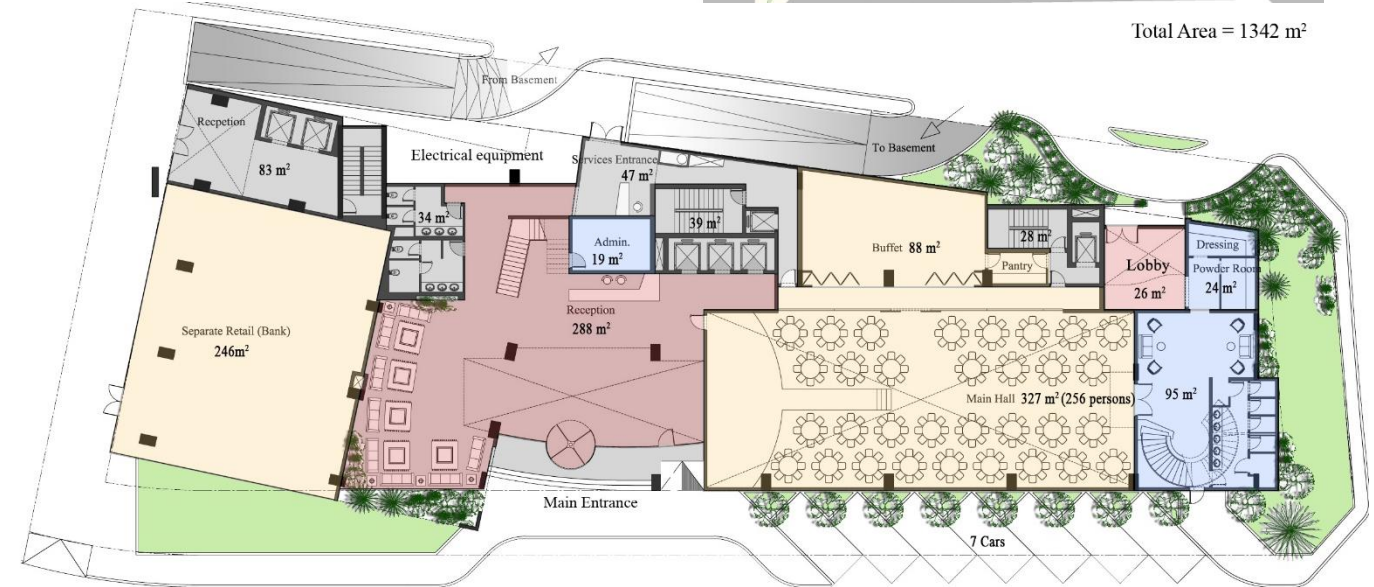 Total Area = 1342 m²
From Basement
To Basement
Recpetion
83 m²
Electrical equipment
Services Entrance
47 m²
34 m²
39 m²
Admin.
19 m²
Buffet 88 m²
28 m²
Pantry
Lobby
26 m²
Dressing
Powder Room
24 m²
Separate Retail (Bank)
246m²
Reception
288 m²
Main Hall 327 m² (256 persons)
95 m²
Main Entrance
7 Cars